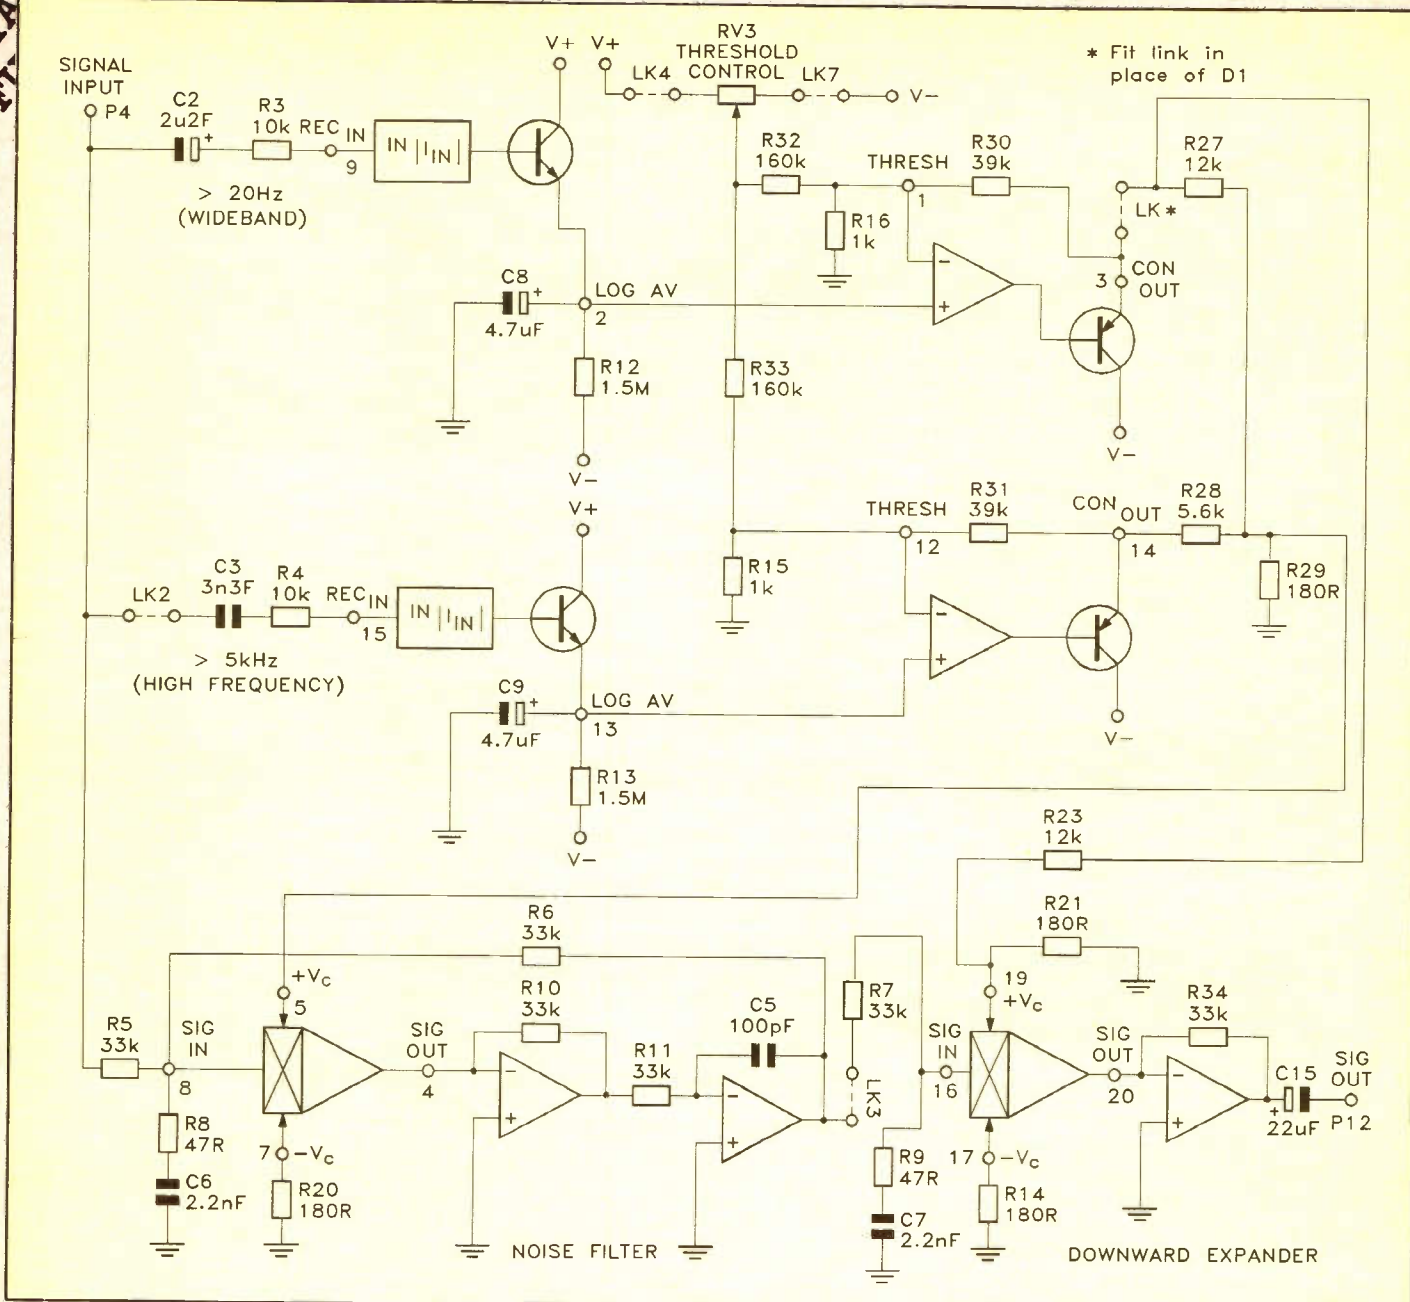 SIGNAL
INPUT
P4
C2
2u2F
+
R3
10k
REC IN
9
IN |IIN|
> 20Hz
(WIDEBAND)
V+
V+
LK4
RV3
THRESHOLD
CONTROL
LK7
V-
* Fit link in
place of D1
R32
160k
THRESH
1
R30
39k
R16
1k
R27
12k
LK *
3
CON
OUT
V-
C8
+
4.7uF
LOG AV
2
-
+
R12
1.5M
V-
R33
160k
V+
LK2
C3
3n3F
R4
10k
REC IN
15
IN |IIN|
> 5kHz
(HIGH FREQUENCY)
THRESH
12
R31
39k
CON OUT
14
R28
5.6k
R15
1k
R29
180R
C9
+
4.7uF
LOG AV
13
-
+
V-
R13
1.5M
V-
R23
12k
R21
180R
R6
33k
+Vc
5
R10
33k
C5
100pF
R7
33k
19
+Vc
R34
33k
R5
33k
SIG
IN
8
SIG
OUT
4
-
+
R11
33k
-
+
LK3
SIG
IN
16
SIG
OUT
20
-
+
C15
+
22uF
SIG
OUT
P12
R8
47R
7
-Vc
C6
2.2nF
R20
180R
R9
47R
17
-Vc
C7
2.2nF
R14
180R
NOISE FILTER
DOWNWARD EXPANDER